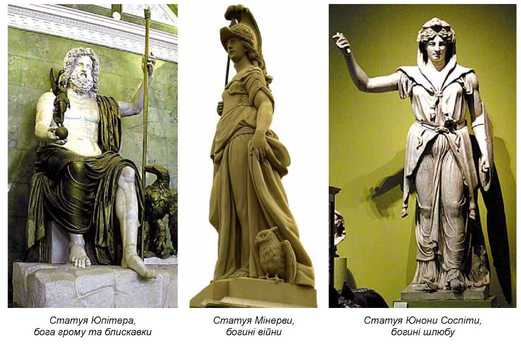 Статуя Юпітера,
бога грому та блискавки
Статуя Мінерви,
богині війни
Статуя Юнони Соспіти,
богині шлюбу